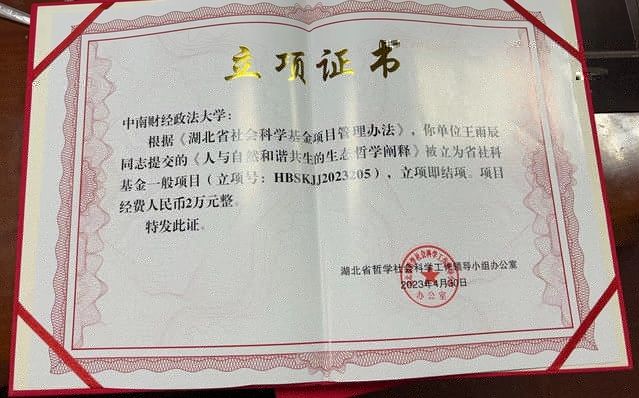 立项证书
中南财经政法大学：
根据《湖北省社会科学基金项目管理办法》，你单位王雨辰
同志提交的《人与自然和谐共生的生态哲学阐释》被立为省社科
基金一般项目（立项号：HBSKJJ2023205），立项即结项。项目
经费人民币2万元整。
特发此证。
湖北省哲学社会科学工作领导小组办公室
2023年4月30日
办公室